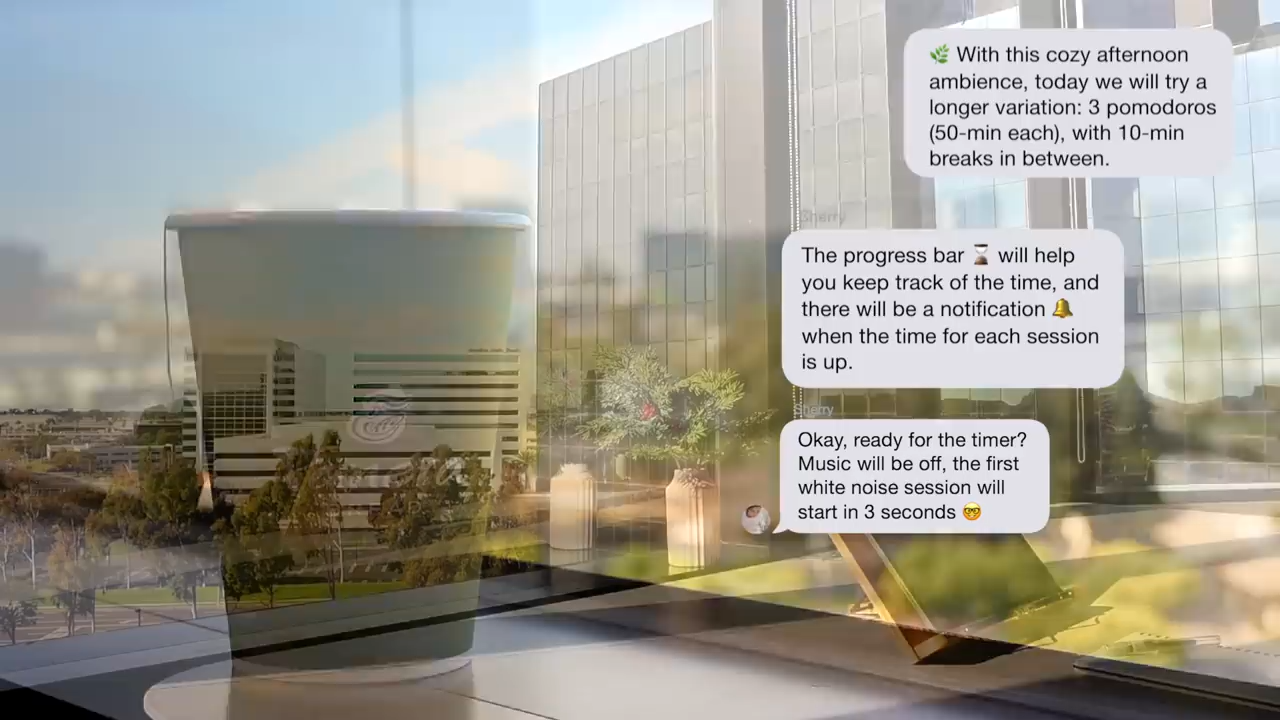 🌿 With this cozy afternoon
ambience, today we will try a
longer variation: 3 pomodoros
(50-min each), with 10-min
breaks in between.
Sherry
The progress bar ⌛ will help
you keep track of the time, and
there will be a notification 🔔
when the time for each session
is up.
Sherry
Okay, ready for the timer?
Music will be off, the first
white noise session will
start in 3 seconds 🤓